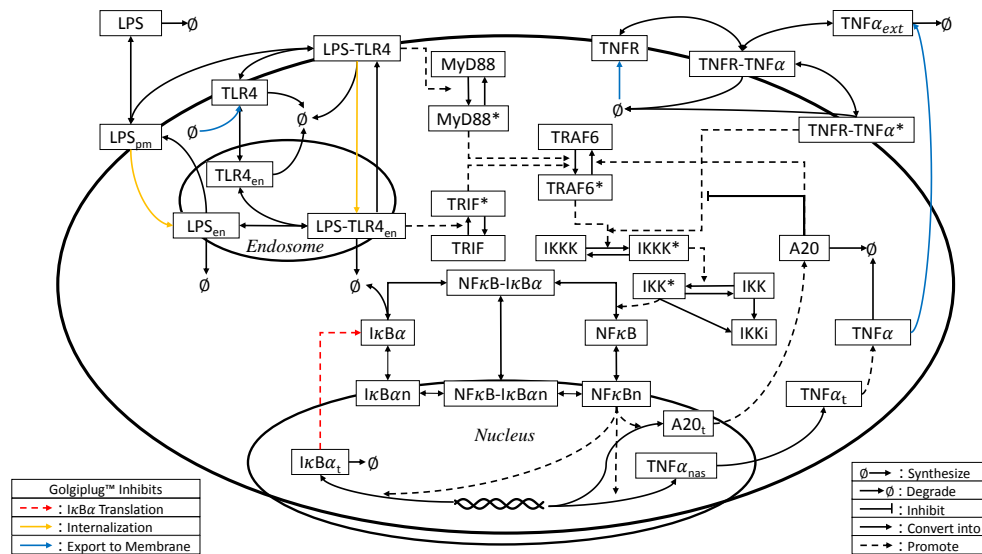 LPS
LPS-TLR4
TNFR
TNFα_ext
Ø
Ø
MyD88
TNFR-TNFα
TLR4
Ø
Ø
MyD88*
Ø
TNFR-TNFα*
LPS_pm
TRAF6
TLR4_en
TRAF6*
TRIF*
LPS_en
LPS-TLR4_en
Endosome
TRIF
IKKK
IKKK*
A20
Ø
Ø
Ø
NFκB-IκBα
IKK*
IKK
IκBα
NFκB
IKKi
TNFα
IκBαn
NFκB-IκBαn
NFκBn
TNFα_t
Nucleus
A20_t
IκBα_t
Ø
TNFα_nas
Golgiplug™ Inhibits
: IκBα Translation
: Internalization
: Export to Membrane
Ø : Synthesize
Ø : Degrade
: Inhibit
: Convert into
: Promote